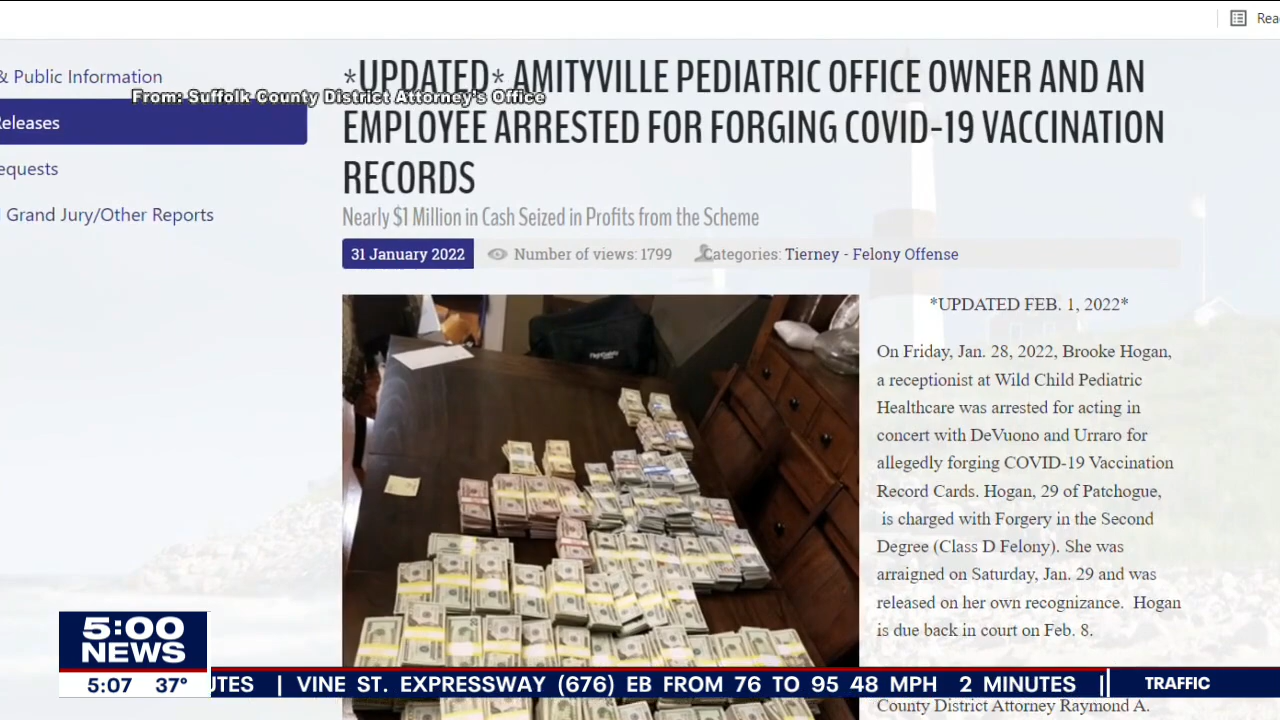 Rea
& Public Information
From: Suffolk County District Attorney's Office
Releases
equests
Grand Jury/Other Reports
*UPDATED* AMITYVILLE PEDIATRIC OFFICE OWNER AND AN
EMPLOYEE ARRESTED FOR FORGING COVID-19 VACCINATION
RECORDS
Nearly $1 Million in Cash Seized in Profits from the Scheme
31 January 2022
Number of views: 1799
Categories: Tierney - Felony Offense
*UPDATED FEB. 1, 2022*
On Friday, Jan. 28, 2022, Brooke Hogan,
a receptionist at Wild Child Pediatric
Healthcare was arrested for acting in
concert with DeVuono and Urraro for
allegedly forging COVID-19 Vaccination
Record Cards. Hogan, 29 of Patchogue,
is charged with Forgery in the Second
Degree (Class D Felony). She was
arraigned on Saturday, Jan. 29 and was
released on her own recognizance. Hogan
is due back in court on Feb. 8.
County District Attorney Raymond A.
5:00
NEWS
5:07 37°
UTES | VINE ST. EXPRESSWAY (676) EB FROM 76 TO 95 48 MPH 2 MINUTES ||
TRAFFIC